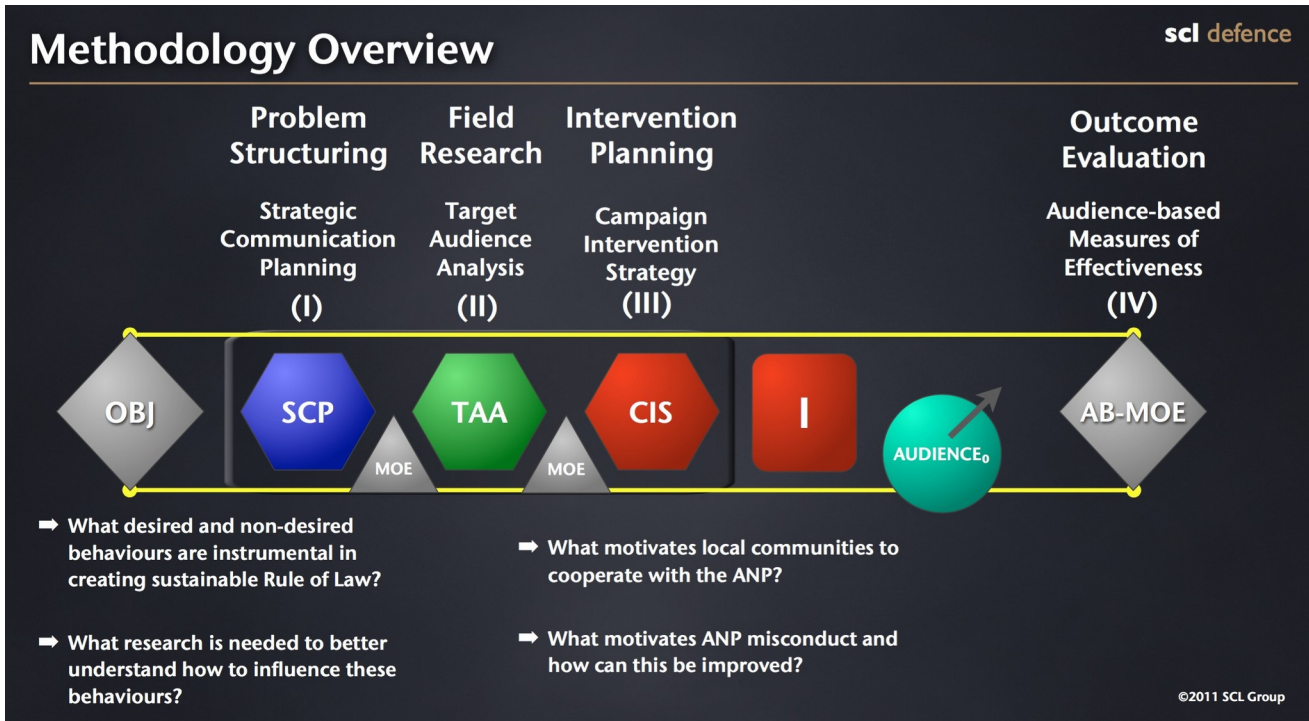 Methodology Overview
scl defence
Problem
Structuring
Field
Research
Intervention
Planning
Outcome
Evaluation
Strategic
Communication
Planning
(I)
Target
Audience
Analysis
(II)
Campaign
Intervention
Strategy
(III)
Audience-based
Measures of
Effectiveness
(IV)
OBJ
SCP
MOE
TAA
MOE
CIS
I
AUDIENCE₀
AB-MOE
➡ What desired and non-desired
behaviours are instrumental in
creating sustainable Rule of Law?
➡ What research is needed to better
understand how to influence these
behaviours?
➡ What motivates local communities to
cooperate with the ANP?
➡ What motivates ANP misconduct and
how can this be improved?
©2011 SCL Group